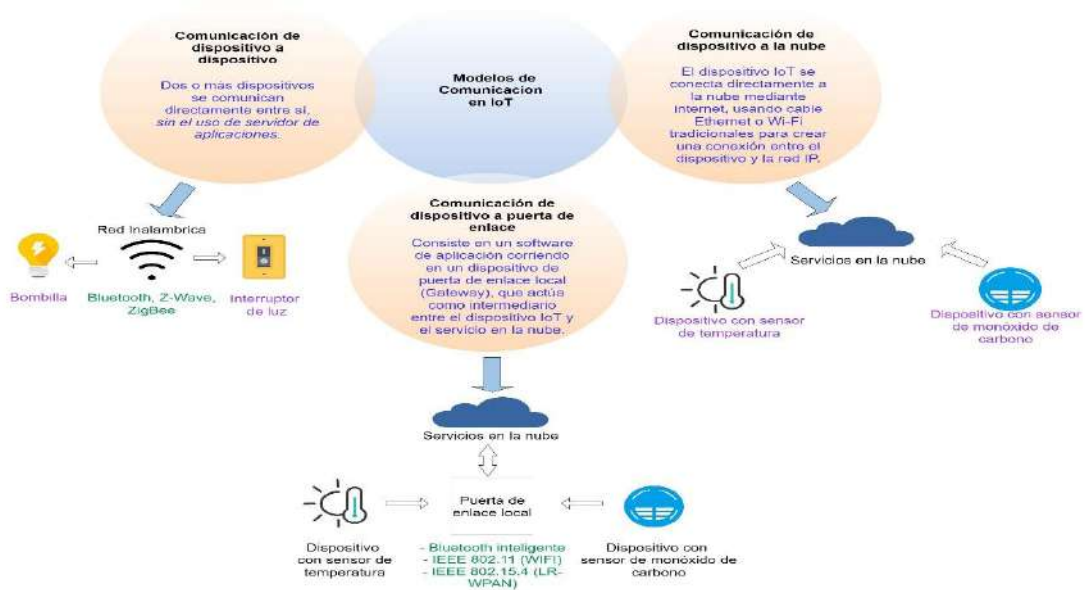 Comunicación de
dispositivo a
dispositivo
Dos o más dispositivos
se comunican
directamente entre sí,
sin el uso de servidor de
aplicaciones.
Modelos de
Comunicacion
en IoT
Comunicación de
dispositivo a la nube
El dispositivo IoT se
conecta directamente a
la nube mediante
internet, usando cable
Ethernet o Wi-Fi
tradicionales para crear
una conexión entre el
dispositivo y la red IP.
Comunicación de
dispositivo a puerta de
enlace
Consiste en un software
de aplicación corriendo
en un dispositivo de
puerta de enlace local
(Gateway), que actúa
como intermediario
entre el dispositivo IoT y
el servicio en la nube.
Red Inalambrica
Bombilla
Bluetooth, Z-Wave,
ZigBee
Interruptor
de luz
Servicios en la nube
Dispositivo con sensor
de temperatura
Dispositivo con sensor
de monóxido de
carbono
Servicios en la nube
Puerta de
enlace local
Dispositivo
con sensor de
temperatura
- Bluetooth inteligente
- IEEE 802.11 (WIFI)
- IEEE 802.15.4 (LR-
WPAN)
Dispositivo con
sensor de monóxido de
carbono